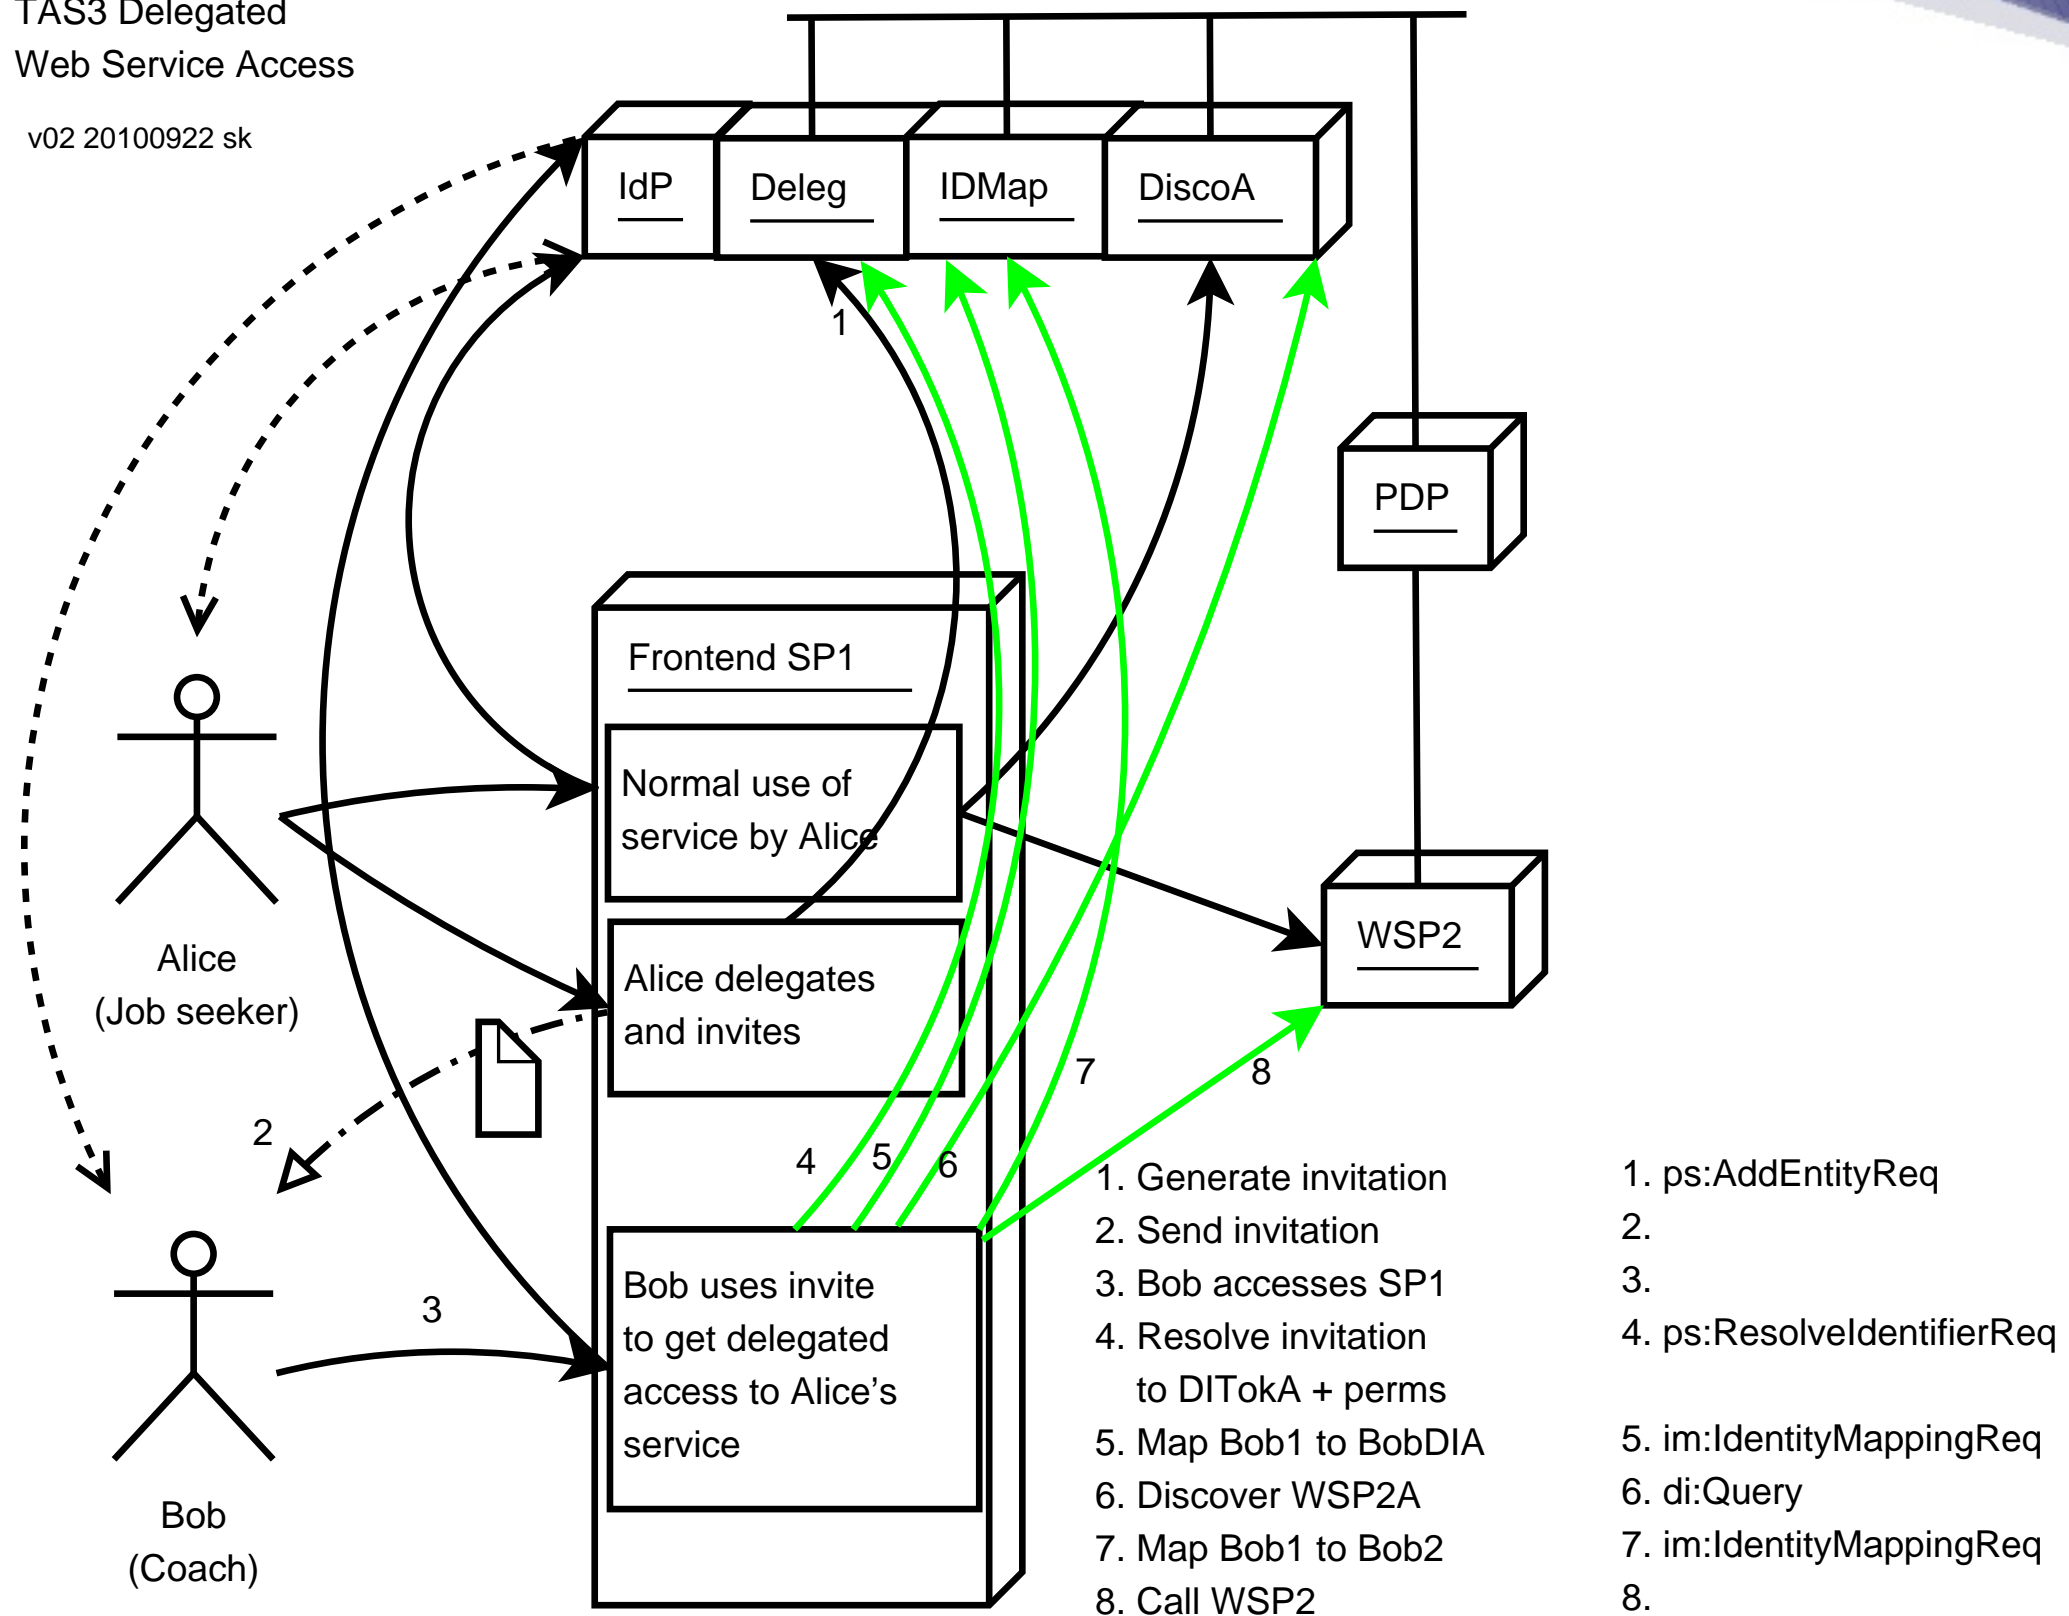 TAS3 Delegated
Web Service Access
v02 20100922 sk
IdP
Deleg
IDMap
DiscoA
1
PDP
Frontend SP1
Normal use of
service by Alice
WSP2
Alice
(Job seeker)
Alice delegates
and invites
7
8
2
4
5
6
3
Bob uses invite
to get delegated
access to Alice's
service
Bob
(Coach)
1. Generate invitation
2. Send invitation
3. Bob accesses SP1
4. Resolve invitation
to DITokA + perms
5. Map Bob1 to BobDIA
6. Discover WSP2A
7. Map Bob1 to Bob2
8. Call WSP2
1. ps:AddEntityReq
2.
3.
4. ps:ResolveIdentifierReq
5. im:IdentityMappingReq
6. di:Query
7. im:IdentityMappingReq
8.